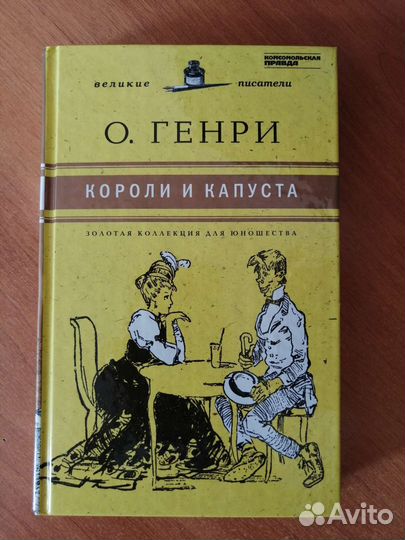 КОМСОМОЛЬСКАЯ
ПРАВДА
великие писатели
О. ГЕНРИ
КОРОЛИ И КАПУСТА
ЗОЛОТАЯ КОЛЛЕКЦИЯ ДЛЯ ЮНОШЕСТВА
Avito